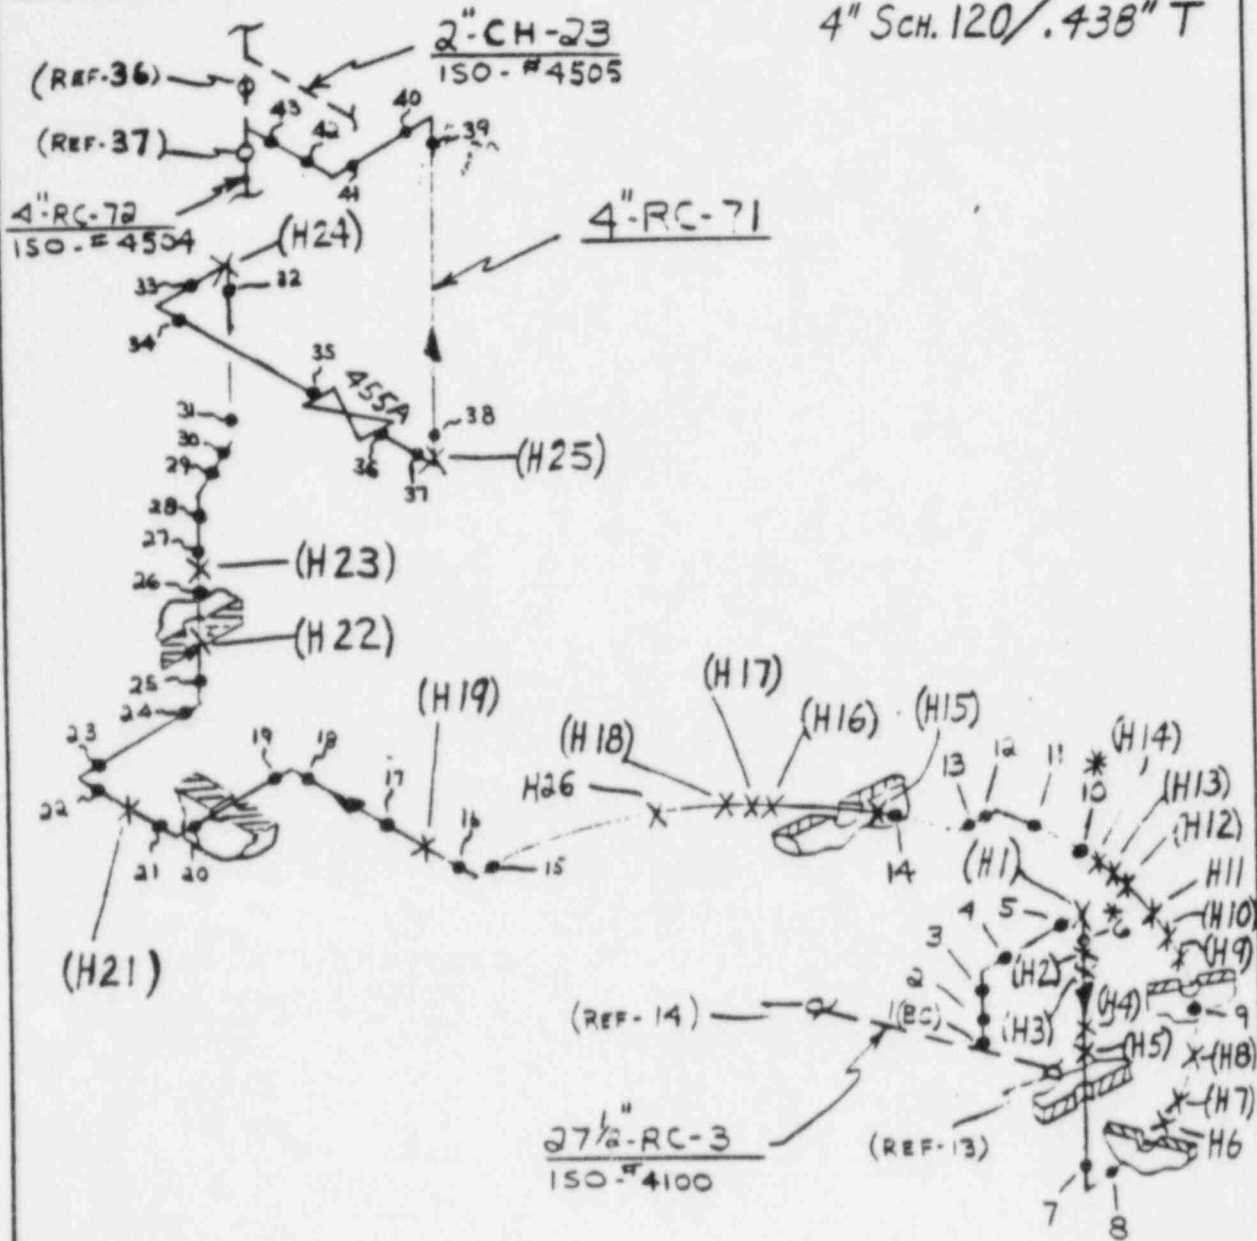 4" SCH. 120/.438" T
2"-CH-23
ISO-#4505
(REF-36)
(REF-37)
43
42
41
40
39
4"-RC-72
ISO-#4504
(H24)
4"-RC-71
33
32
34
35
455A
36
37
38
(H25)
31
30
29
28
27
(H23)
26
(H22)
25
24
23
22
21
20
19
18
17
(H19)
16
15
(H21)
H26
(H18)
(H17)
(H16)
(H15)
14
13
12
11
10
*
(H14)
(H13)
(H12)
H11
(H10)
(H9)
(H1)
5
4
3
2
1(BC)
* 6
(H2)
(H3)
(H4)
(H5)
9
(H8)
(H7)
H6
(REF-14)
(REF-13)
27½"-RC-3
ISO-#4100
7
8